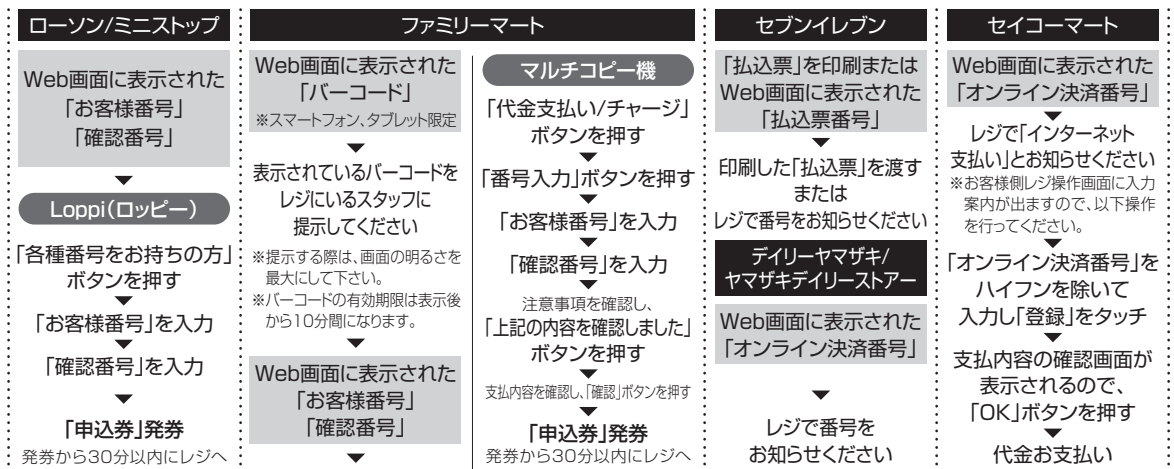 ローソン/ミニストップ
Web画面に表示された
「お客様番号」
「確認番号」
▼
Loppi（ロッピー）
「各種番号をお持ちの方」
ボタンを押す
▼
「お客様番号」を入力
▼
「確認番号」を入力
▼
「申込券」発券
発券から30分以内にレジへ
ファミリーマート
Web画面に表示された
「バーコード」
※スマートフォン、タブレット限定
▼
表示されているバーコードを
レジにいるスタッフに
提示してください
※提示する際は、画面の明るさを
最大にして下さい。
※バーコードの有効期限は表示後
から10分間になります。
▼
Web画面に表示された
「お客様番号」
「確認番号」
▼
マルチコピー機
「代金支払い/チャージ」
ボタンを押す
▼
「番号入力」ボタンを押す
▼
「お客様番号」を入力
▼
「確認番号」を入力
▼
注意事項を確認し、
「上記の内容を確認しました」
ボタンを押す
▼
支払内容を確認し、「確認」ボタンを押す
▼
「申込券」発券
発券から30分以内にレジへ
セブンイレブン
「払込票」を印刷または
Web画面に表示された
「払込票番号」
▼
印刷した「払込票」を渡す
または
レジで番号をお知らせください
デイリーヤマザキ/
ヤマザキデイリーストアー
Web画面に表示された
「オンライン決済番号」
▼
レジで番号を
お知らせください
セイコーマート
Web画面に表示された
「オンライン決済番号」
▼
レジで「インターネット
支払い」とお知らせください
※お客様側レジ操作画面に入力
案内が出ますので、以下操作
を行ってください。
▼
「オンライン決済番号」を
ハイフンを除いて
入力し「登録」をタッチ
▼
支払内容の確認画面が
表示されるので、
「OK」ボタンを押す
▼
代金お支払い